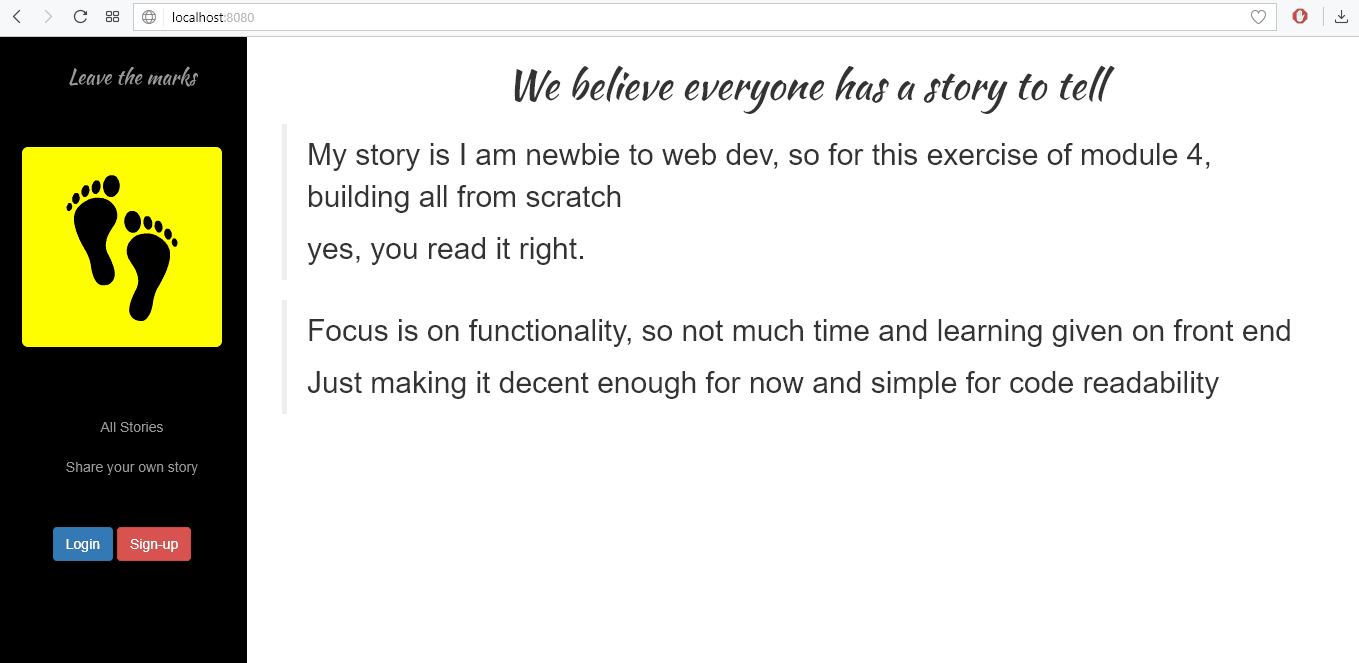 localhost:8080
Leave the marks
We believe everyone has a story to tell
My story is I am newbie to web dev, so for this exercise of module 4,
building all from scratch
yes, you read it right.
Focus is on functionality, so not much time and learning given on front end
Just making it decent enough for now and simple for code readability
All Stories
Share your own story
Login Sign-up